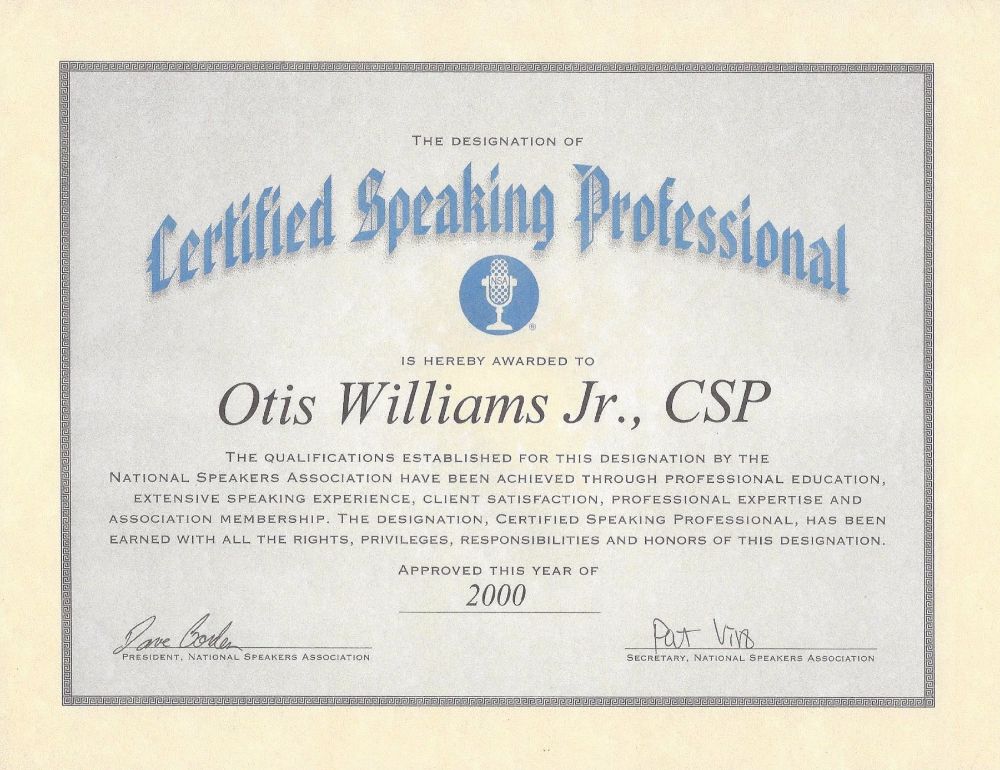 THE DESIGNATION OF
Certified Speaking Professional
NSA
®
IS HEREBY AWARDED TO
Otis Williams Jr., CSP
THE QUALIFICATIONS ESTABLISHED FOR THIS DESIGNATION BY THE
NATIONAL SPEAKERS ASSOCIATION HAVE BEEN ACHIEVED THROUGH PROFESSIONAL EDUCATION,
EXTENSIVE SPEAKING EXPERIENCE, CLIENT SATISFACTION, PROFESSIONAL EXPERTISE AND
ASSOCIATION MEMBERSHIP. THE DESIGNATION, CERTIFIED SPEAKING PROFESSIONAL, HAS BEEN
EARNED WITH ALL THE RIGHTS, PRIVILEGES, RESPONSIBILITIES AND HONORS OF THIS DESIGNATION.
APPROVED THIS YEAR OF
2000
Dave
Pat
PRESIDENT, NATIONAL SPEAKERS ASSOCIATION
SECRETARY, NATIONAL SPEAKERS ASSOCIATION